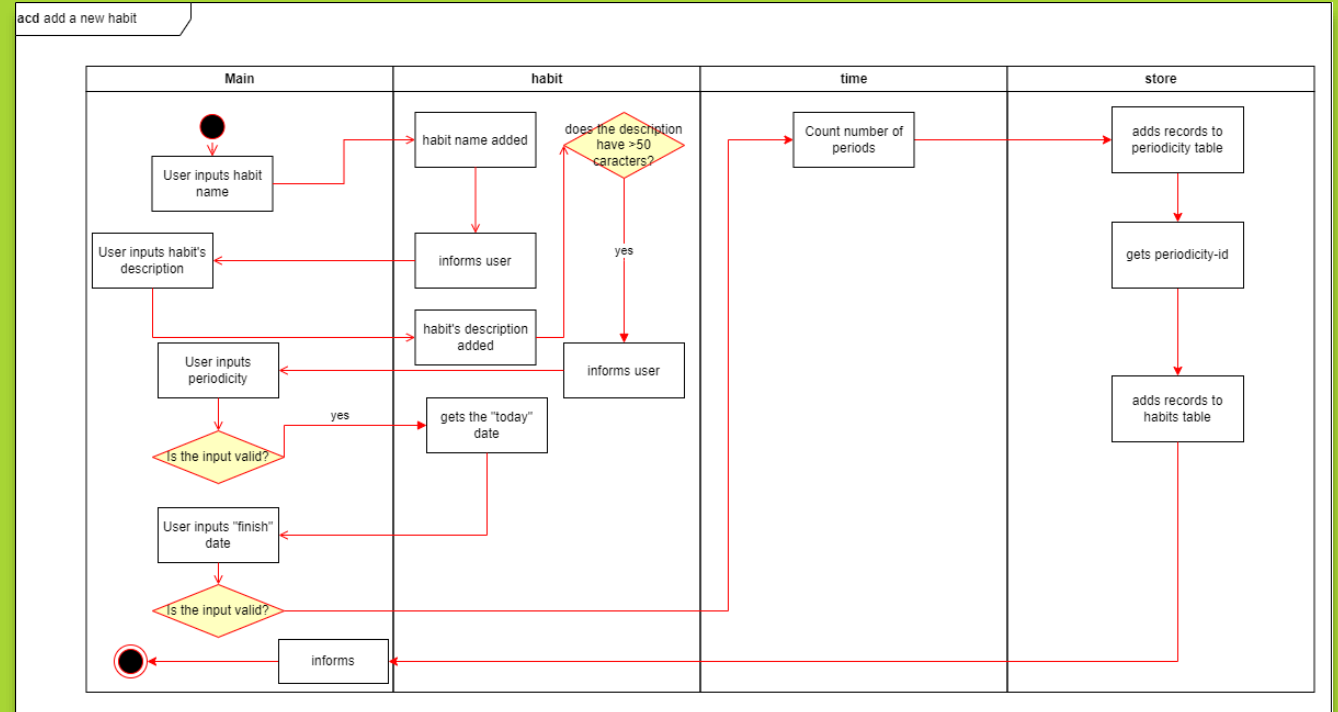 acd add a new habit
Main
habit
time
store
User inputs habit
name
habit name added
does the description
have >50
caracters?
Count number of
periods
adds records to
periodicity table
User inputs habit's
description
informs user
yes
gets periodicity-id
habit's description
added
User inputs
periodicity
informs user
adds records to
habits table
yes
gets the "today"
date
Is the input valid?
User inputs "finish"
date
Is the input valid?
informs